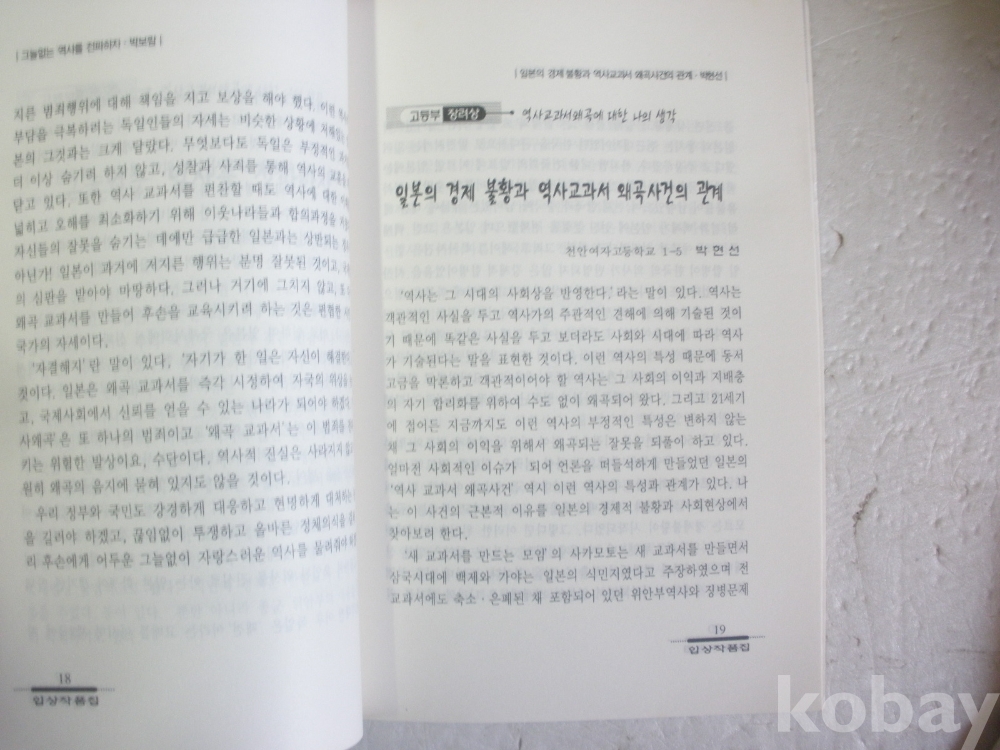 | 그늘없는 역사를 전파하자 · 박보람 |
지른 범죄행위에 대해 책임을 지고 보상을 해야 했다. 이런
부담을 극복하려는 독일인들의 자세는 비슷한 상황에
본의 그것과는 크게 달랐다. 무엇보다도 독일은 부정적인
더 이상 숨기려 하지 않고, 성찰과 사죄를 통해 역사의
닫고 있다. 또한 역사 교과서를 편찬할 때도 역사에 대한
넓히고 오해를 최소화하기 위해 이웃나라들과 합의과정을
자신들의 잘못을 숨기는 데에만 급급한 일본과는 상반되는
아닌가! 일본이 과거에 저지른 행위는 분명 잘못된 것이고,
의 심판을 받아야 마땅하다. 그러나 거기에 그치지 않고,
왜곡 교과서를 만들어 후손을 교육시키려 하는 것은 편협한
국가의 자세이다.
'자결해지'란 말이 있다, '자기가 한 일은 자신이
것이다. 일본은 왜곡 교과서를 즉각 시정하여 자국의 위상을
고, 국제사회에서 신뢰를 얻을 수 있는 나라가 되어야
사왜곡'은 또 하나의 범죄이고 '왜곡 교과서'는 이 범죄를
키는 위험한 발상이요, 수단이다. 역사적 진실은 사라지지
원히 왜곡의 음지에 묻혀 있지도 않을 것이다.
우리 정부와 국민도 강경하게 대응하고 현명하게 대처하는
을 길러야 하겠고, 끊임없이 투쟁하고 올바른 정체의식을
리 후손에게 어두운 그늘없이 자랑스러운 역사를 물려줘야
18
입상작품집
| 일본의 경제 불황과 역사교과서 왜곡사건의 관계 · 박현선 |
고등부 장려상 역사교과서왜곡에 대한 나의 생각
일본의 경제 불황과 역사교과서 왜곡사건의 관계
천안여자고등학교 1-5 박현선
'역사는 그 시대의 사회상을 반영한다.'라는 말이 있다. 역사는
객관적인 사실을 두고 역사가의 주관적인 견해에 의해 기술된 것이
기 때문에 똑같은 사실을 두고 보더라도 사회와 시대에 따라 역사
가 기술된다는 말을 표현한 것이다. 이런 역사의 특성 때문에 동서
고금을 막론하고 객관적이어야 할 역사는 그 사회의 이익과 지배층
의 자기 합리화를 위하여 수도 없이 왜곡되어 왔다. 그리고 21세기
에 접어든 지금까지도 이런 역사의 부정적인 특성은 변하지 않는
채 그 사회의 이익을 위해서 왜곡되는 잘못을 되풀이 하고 있다.
얼마전 사회적인 이슈가 되어 언론을 떠들석하게 만들었던 일본의
'역사 교과서 왜곡사건' 역시 이런 역사의 특성과 관계가 있다. 나
는 이 사건의 근본적 이유를 일본의 경제적 불황과 사회현상에서
찾아보려 한다.
'새 교과서를 만드는 모임'의 사카모토는 새 교과서를 만들면서
삼국시대에 백제와 가야는 일본의 식민지였다고 주장하였으며 전
교과서에도 축소·은폐된 채 포함되어 있던 위안부역사와 징병문제
19
입상작품집
kobay